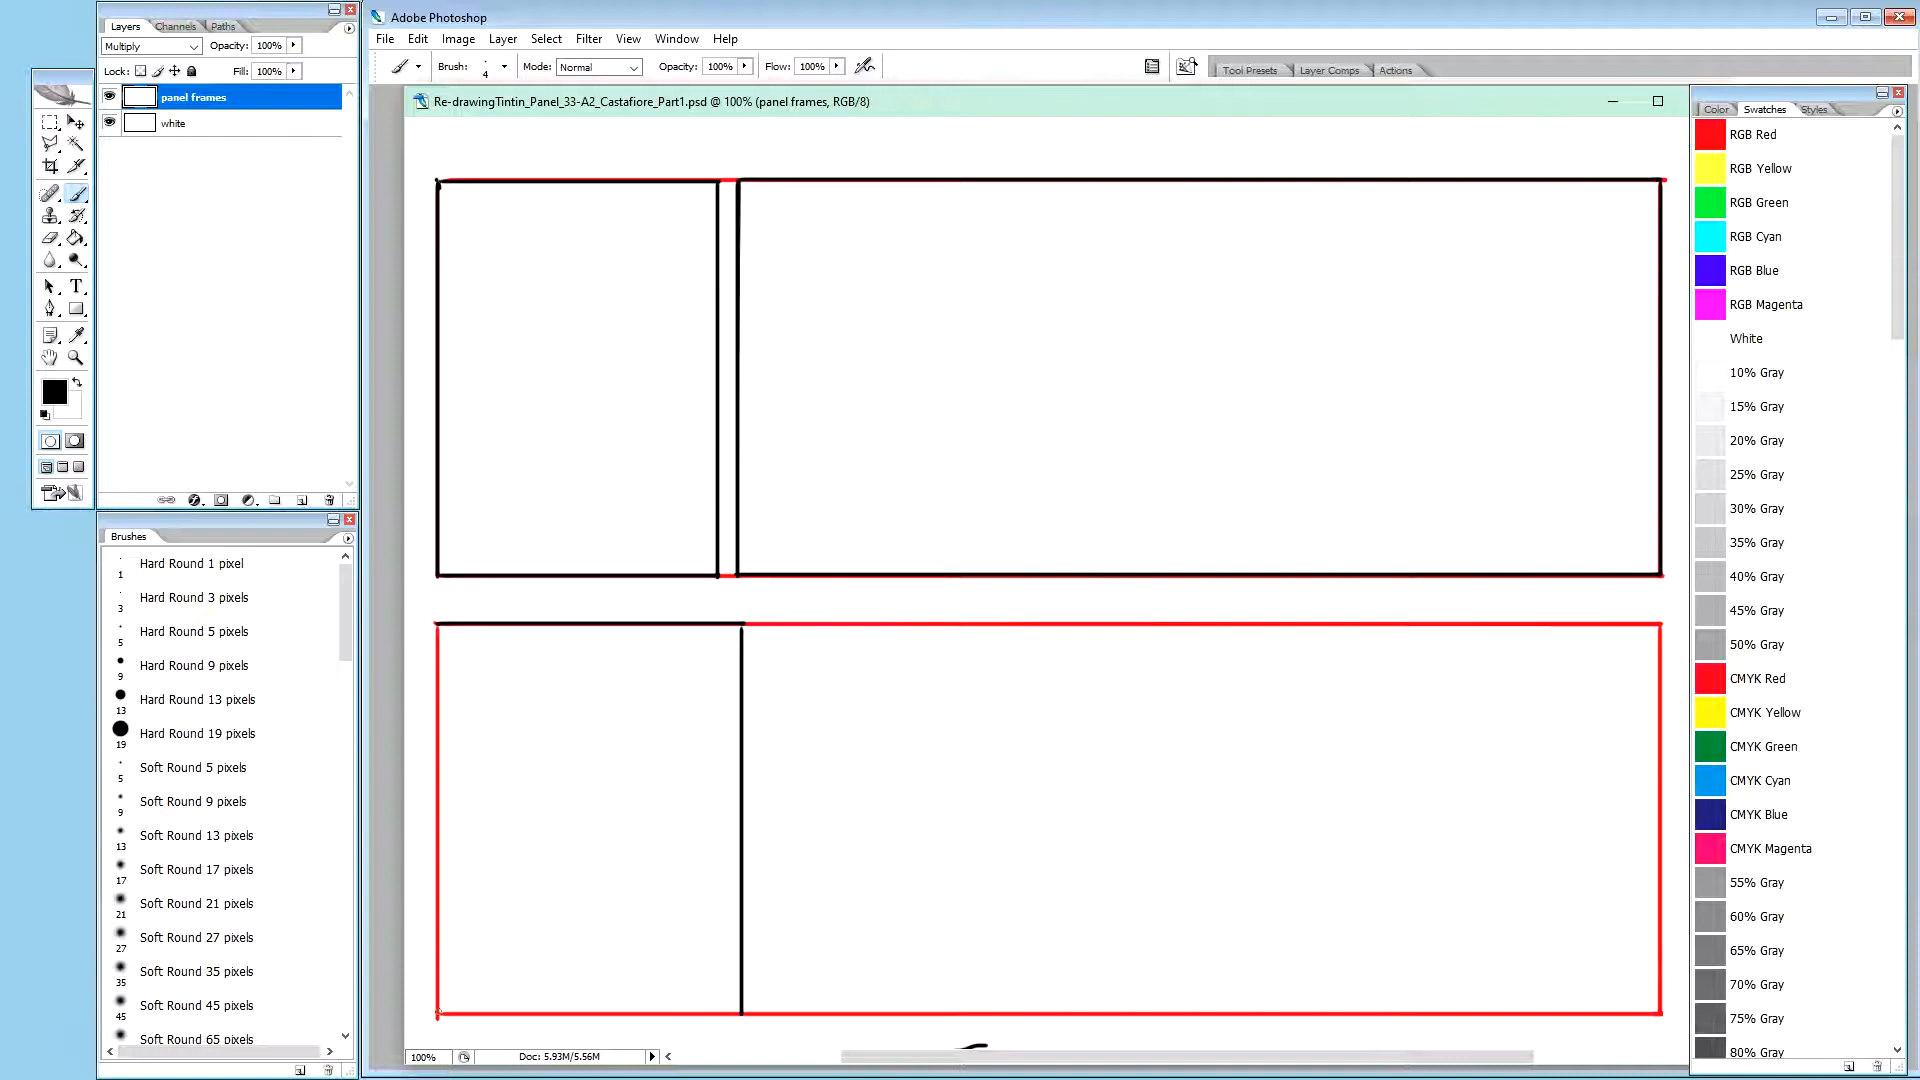 Layers Channels Paths
Multiply Opacity: 100%
Lock: Fill: 100%
panel frames
white
Brushes
Hard Round 1 pixel
1
Hard Round 3 pixels
3
Hard Round 5 pixels
5
Hard Round 9 pixels
9
Hard Round 13 pixels
13
Hard Round 19 pixels
19
Soft Round 5 pixels
5
Soft Round 9 pixels
9
Soft Round 13 pixels
13
Soft Round 17 pixels
17
Soft Round 21 pixels
21
Soft Round 27 pixels
27
Soft Round 35 pixels
35
Soft Round 45 pixels
45
Soft Round 65 pixels
Adobe Photoshop
File Edit Image Layer Select Filter View Window Help
Brush: 4 Mode: Normal Opacity: 100% Flow: 100% Tool Presets Layer Comps Actions
Re-drawingTintin_Panel_33-A2_Castafiore_Part1.psd @ 100% (panel frames, RGB/8)
100% Doc: 5.93M/5.56M
Color Swatches Styles
RGB Red
RGB Yellow
RGB Green
RGB Cyan
RGB Blue
RGB Magenta
White
10% Gray
15% Gray
20% Gray
25% Gray
30% Gray
35% Gray
40% Gray
45% Gray
50% Gray
CMYK Red
CMYK Yellow
CMYK Green
CMYK Cyan
CMYK Blue
CMYK Magenta
55% Gray
60% Gray
65% Gray
70% Gray
75% Gray
80% Gray